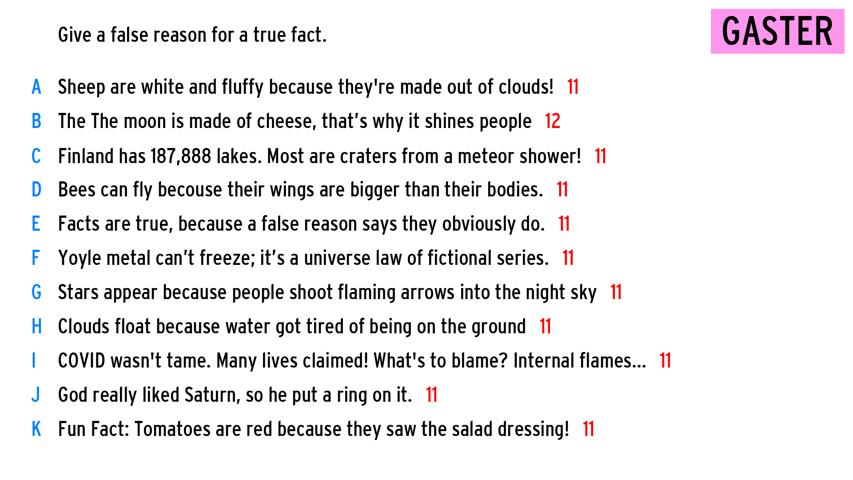 Give a false reason for a true fact.
GASTER
A Sheep are white and fluffy because they're made out of clouds! 11
B The The moon is made of cheese, that’s why it shines people 12
C Finland has 187,888 lakes. Most are craters from a meteor shower! 11
D Bees can fly becouse their wings are bigger than their bodies. 11
E Facts are true, because a false reason says they obviously do. 11
F Yoyle metal can’t freeze; it’s a universe law of fictional series. 11
G Stars appear because people shoot flaming arrows into the night sky 11
H Clouds float because water got tired of being on the ground 11
I COVID wasn't tame. Many lives claimed! What's to blame? Internal flames... 11
J God really liked Saturn, so he put a ring on it. 11
K Fun Fact: Tomatoes are red because they saw the salad dressing! 11